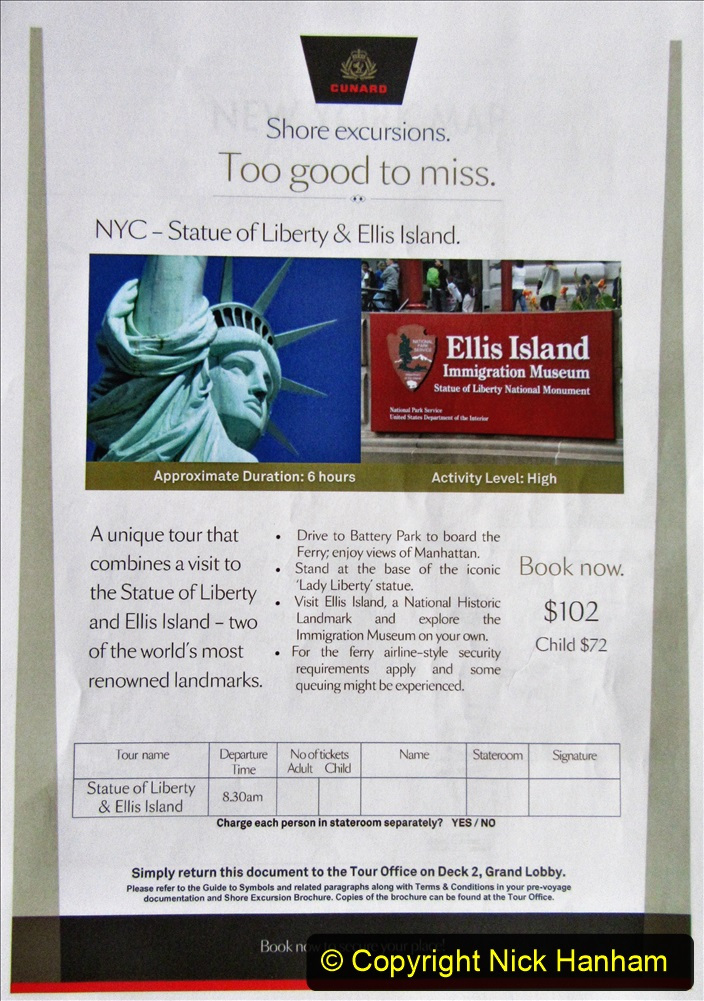 CUNARD
Shore excursions.
Too good to miss.
NYC – Statue of Liberty & Ellis Island.
NATIONAL
PARK
SERVICE
Ellis Island
Immigration Museum
Statue of Liberty National Monument
National Park Service
United States Department of the Interior
Approximate Duration: 6 hours
Activity Level: High
A unique tour that
combines a visit to
the Statue of Liberty
and Ellis Island – two
of the world's most
renowned landmarks.
• Drive to Battery Park to board the
Ferry; enjoy views of Manhattan.
• Stand at the base of the iconic
'Lady Liberty' statue.
• Visit Ellis Island, a National Historic
Landmark and explore the
Immigration Museum on your own.
• For the ferry airline-style security
requirements apply and some
queuing might be experienced.
Book now.
$102
Child $72
Tour name Departure Time No of tickets Adult Child Name Stateroom Signature
Statue of Liberty
& Ellis Island
8.30am
Charge each person in stateroom separately? YES / NO
Simply return this document to the Tour Office on Deck 2, Grand Lobby.
Please refer to the Guide to Symbols and related paragraphs along with Terms & Conditions in your pre-voyage
documentation and Shore Excursion Brochure. Copies of the brochure can be found at the Tour Office.
Book now to secure your place!
© Copyright Nick Hanham